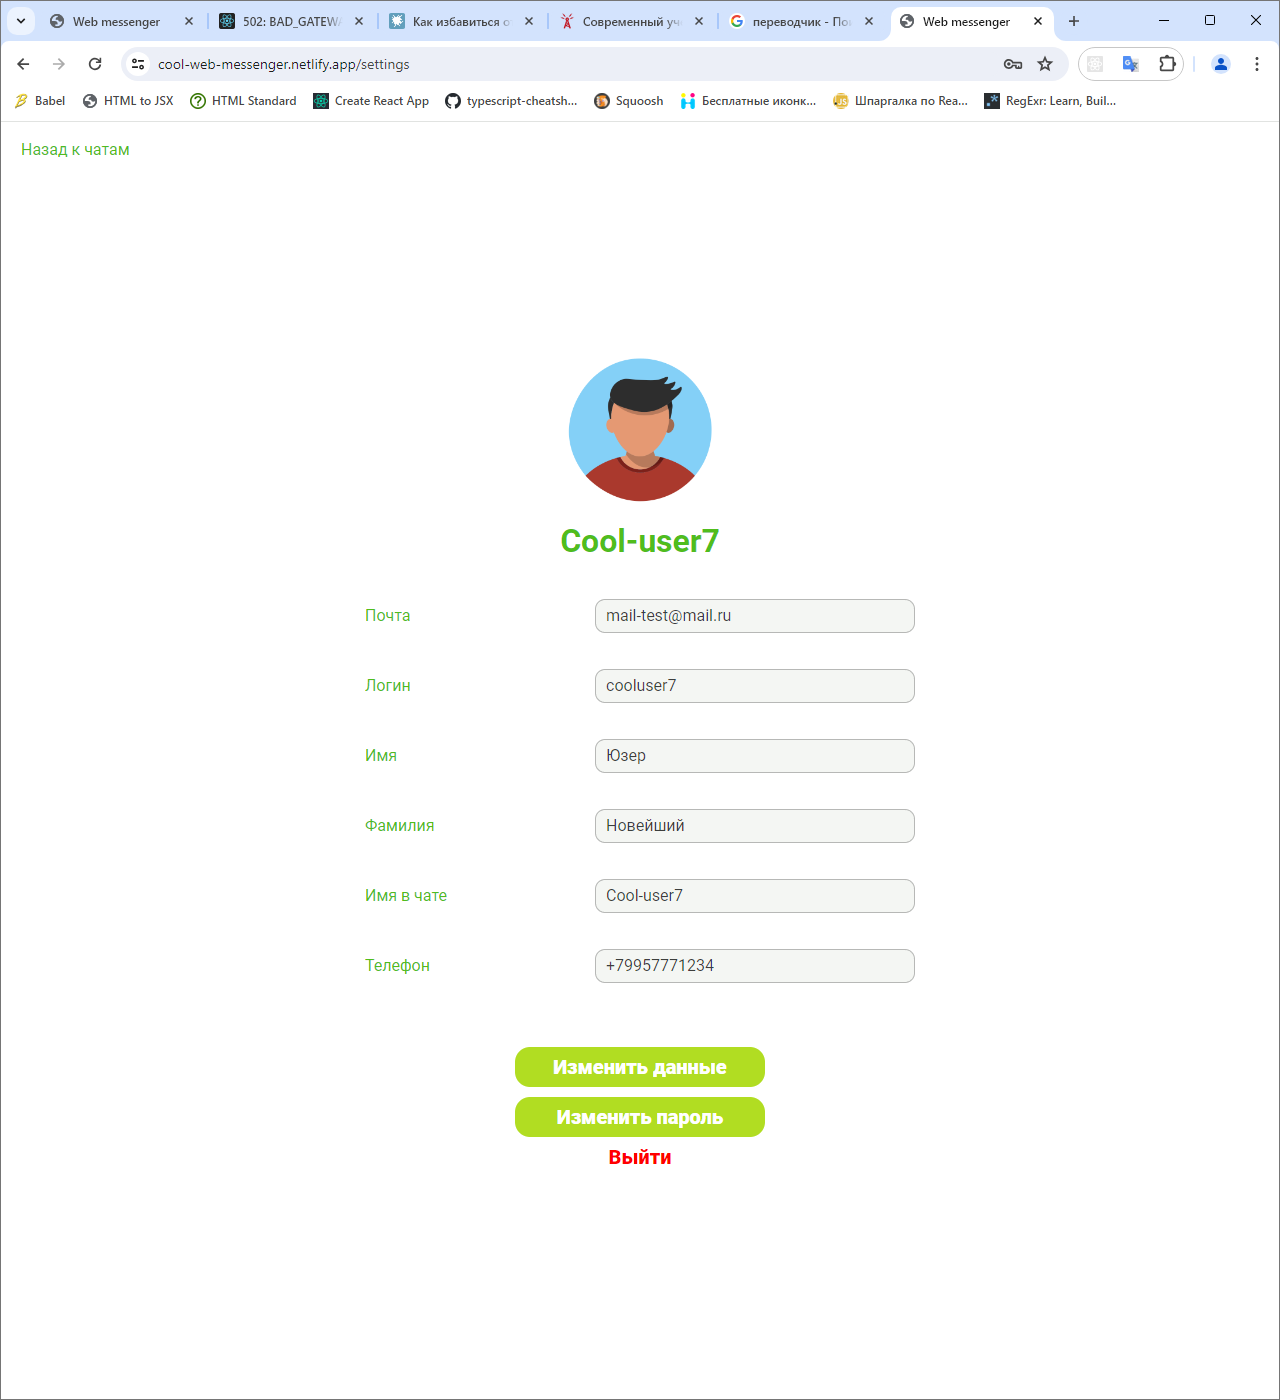 Web messenger
502: BAD_GATEWA
Как избавиться о
Современный уч
переводчик - По
Web messenger
cool-web-messenger.netlify.app/settings
Babel
HTML to JSX
HTML Standard
Create React App
typescript-cheatsh...
Squoosh
Бесплатные иконк...
Шпаргалка по Rea...
RegExr: Learn, Buil...
Назад к чатам
Cool-user7
Почта
mail-test@mail.ru
Логин
cooluser7
Имя
Юзер
Фамилия
Новейший
Имя в чате
Cool-user7
Телефон
+79957771234
Изменить данные
Изменить пароль
Выйти